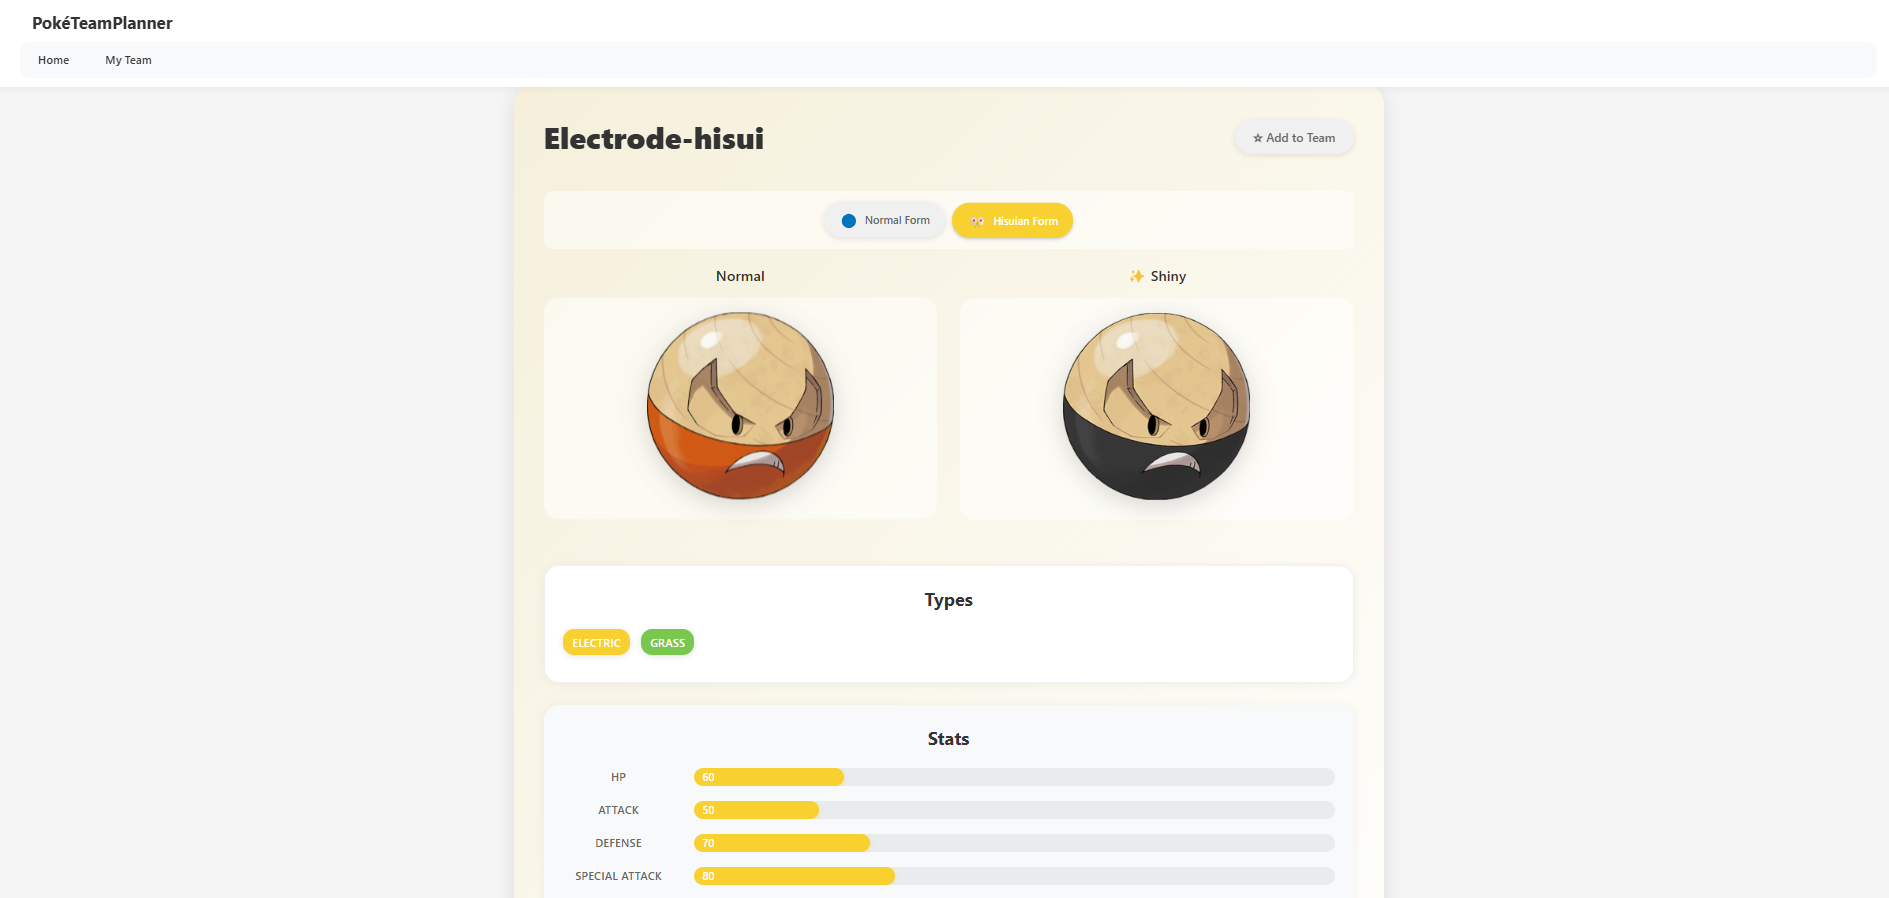 PokéTeamPlanner
Home My Team
Electrode-hisui
☆ Add to Team
Normal Form Hisuian Form
Normal
✨ Shiny
Types
ELECTRIC GRASS
Stats
HP 60
ATTACK 50
DEFENSE 70
SPECIAL ATTACK 80